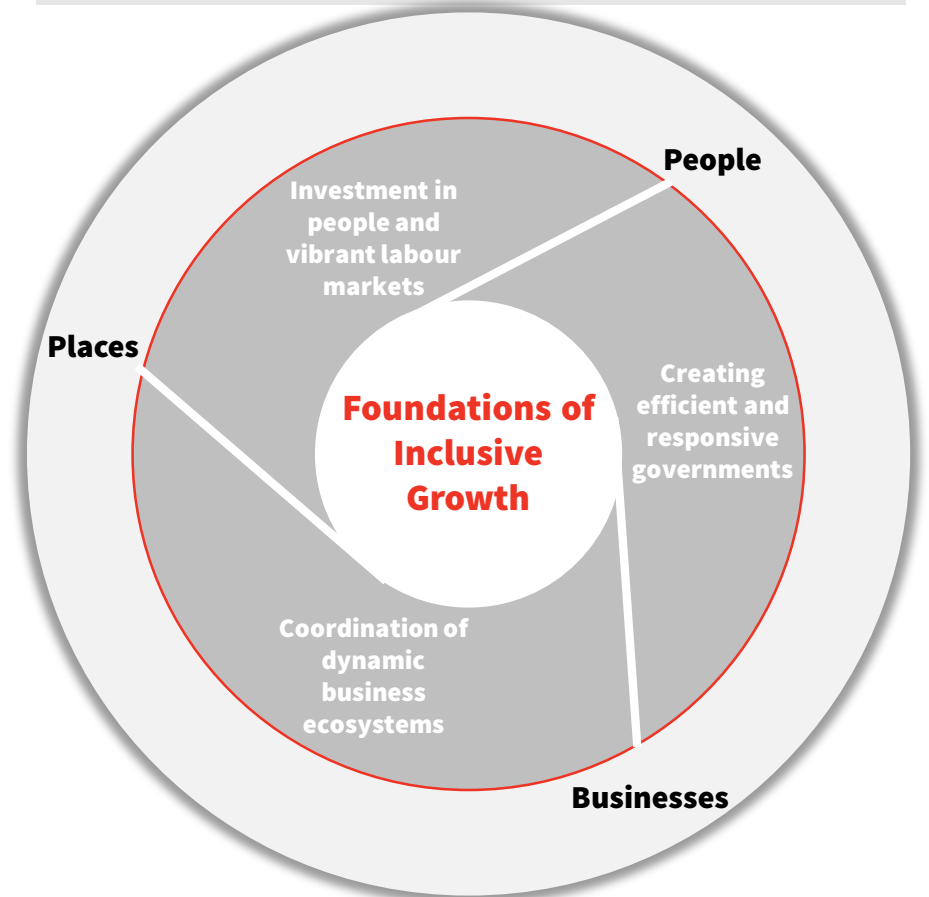 People
Investment in
people and
vibrant labour
markets
Places
Creating
efficient and
responsive
governments
Foundations of
Inclusive
Growth
Coordination of
dynamic
business
ecosystems
Businesses